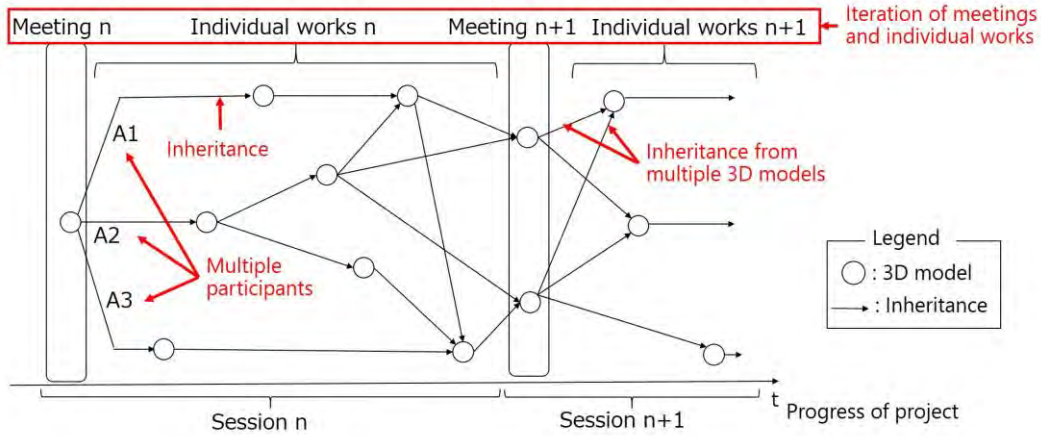 Meeting n
Individual works n
Meeting n+1
Individual works n+1
Iteration of meetings
and individual works
A1
Inheritance
Inheritance from
multiple 3D models
A2
Multiple
participants
A3
Legend
: 3D model
: Inheritance
t
Progress of project
Session n
Session n+1